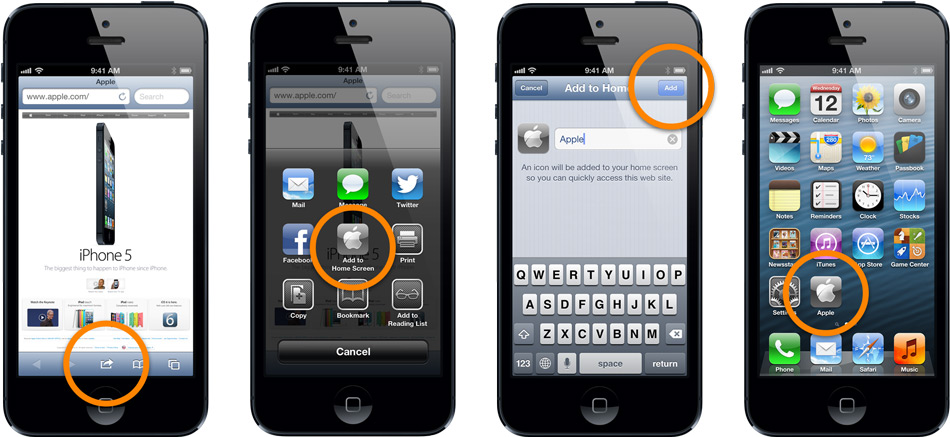 9:41 AM
Apple
www.apple.com/
Search
iPhone 5
The biggest thing to happen to iPhone since iPhone.
9:41 AM
Apple
www.apple.com/
Search
Mail
Message
Twitter
Facebook
iPhone 5
Add to
Home Screen
Print
Copy
Bookmark
Add to
Reading List
Cancel
9:41 AM
Cancel
Add to Home
Add
Apple
An icon will be added to your home screen
so you can quickly access this web site.
Q W E R T Y U I O P
A S D F G H J K L
Z X C V B N M
123
space
return
9:41 AM
Wednesday
12
Messages
Calendar
Photos
Camera
280
73°
Videos
Maps
Weather
Passbook
Notes
Reminders
Clock
Stocks
Newsstand
iTunes
App Store
Game Center
Settings
Apple
Phone
Mail
Safari
Music